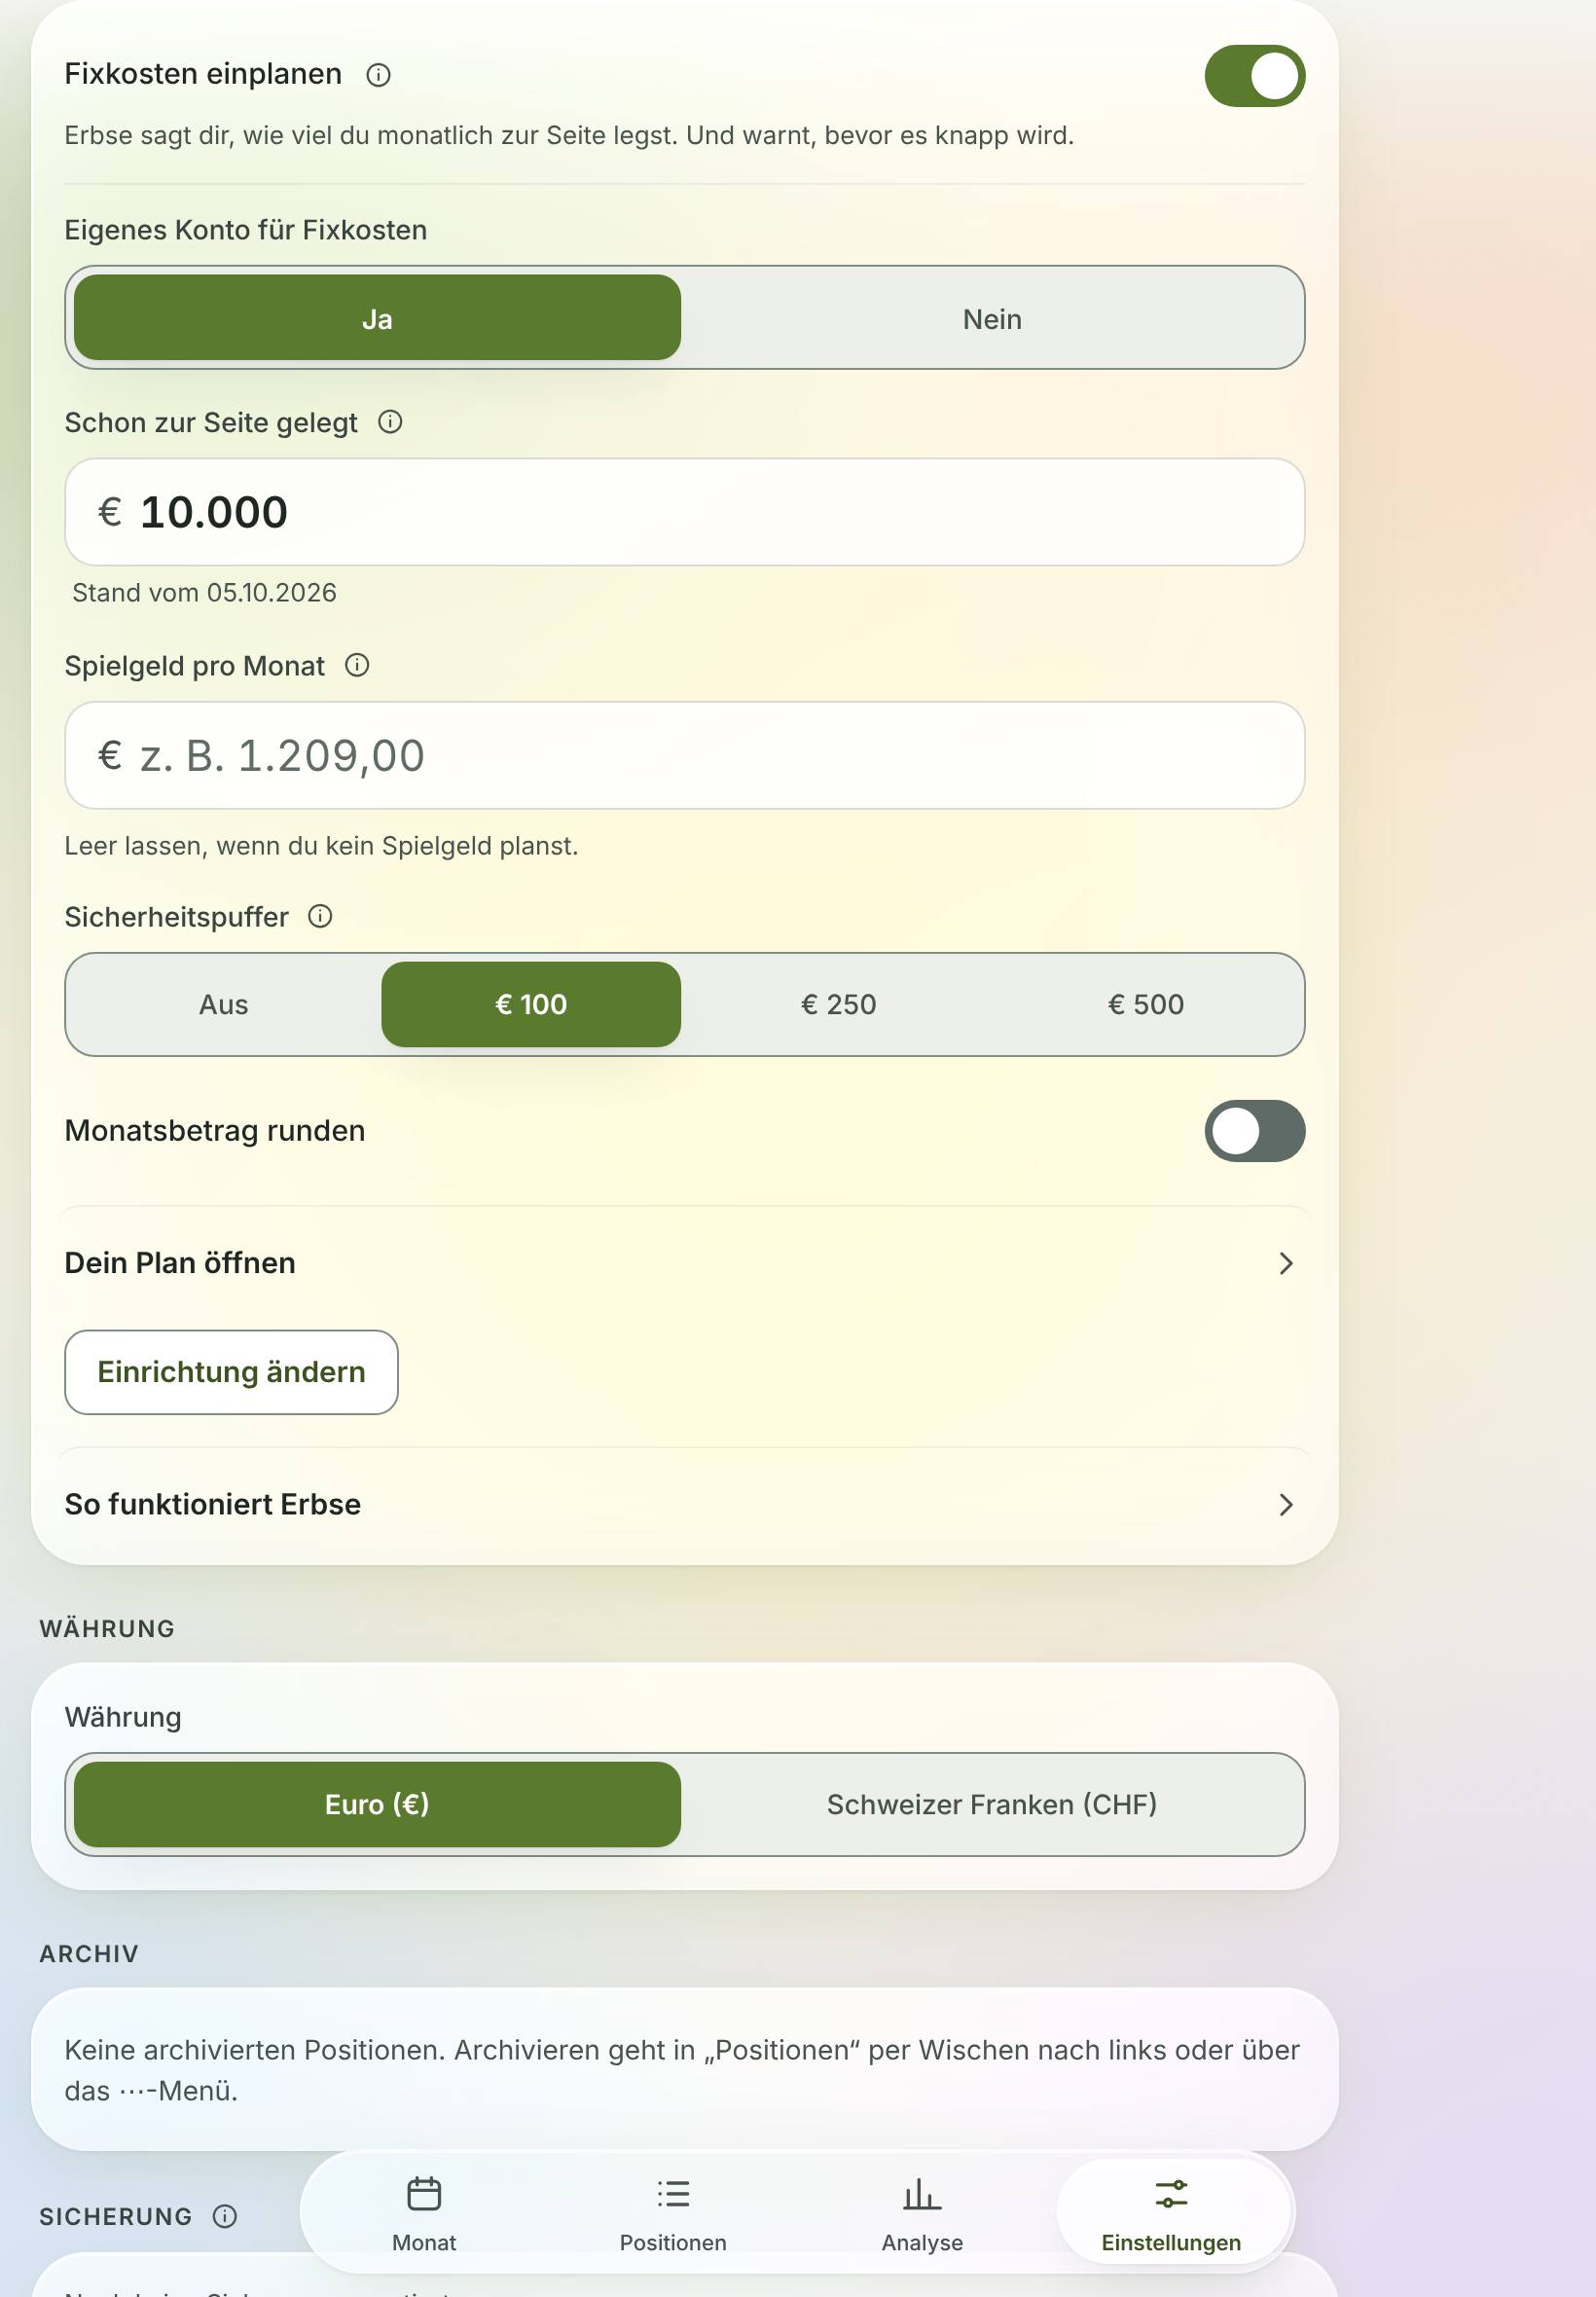 Fixkosten einplanen
Erbse sagt dir, wie viel du monatlich zur Seite legst. Und warnt, bevor es knapp wird.
Eigenes Konto für Fixkosten
Ja
Nein
Schon zur Seite gelegt
€ 10.000
Stand vom 05.10.2026
Spielgeld pro Monat
€ z. B. 1.209,00
Leer lassen, wenn du kein Spielgeld planst.
Sicherheitspuffer
Aus
€ 100
€ 250
€ 500
Monatsbetrag runden
Dein Plan öffnen
Einrichtung ändern
So funktioniert Erbse
WÄHRUNG
Währung
Euro (€)
Schweizer Franken (CHF)
ARCHIV
Keine archivierten Positionen. Archivieren geht in „Positionen“ per Wischen nach links oder über
das ···-Menü.
SICHERUNG
Monat
Positionen
Analyse
Einstellungen